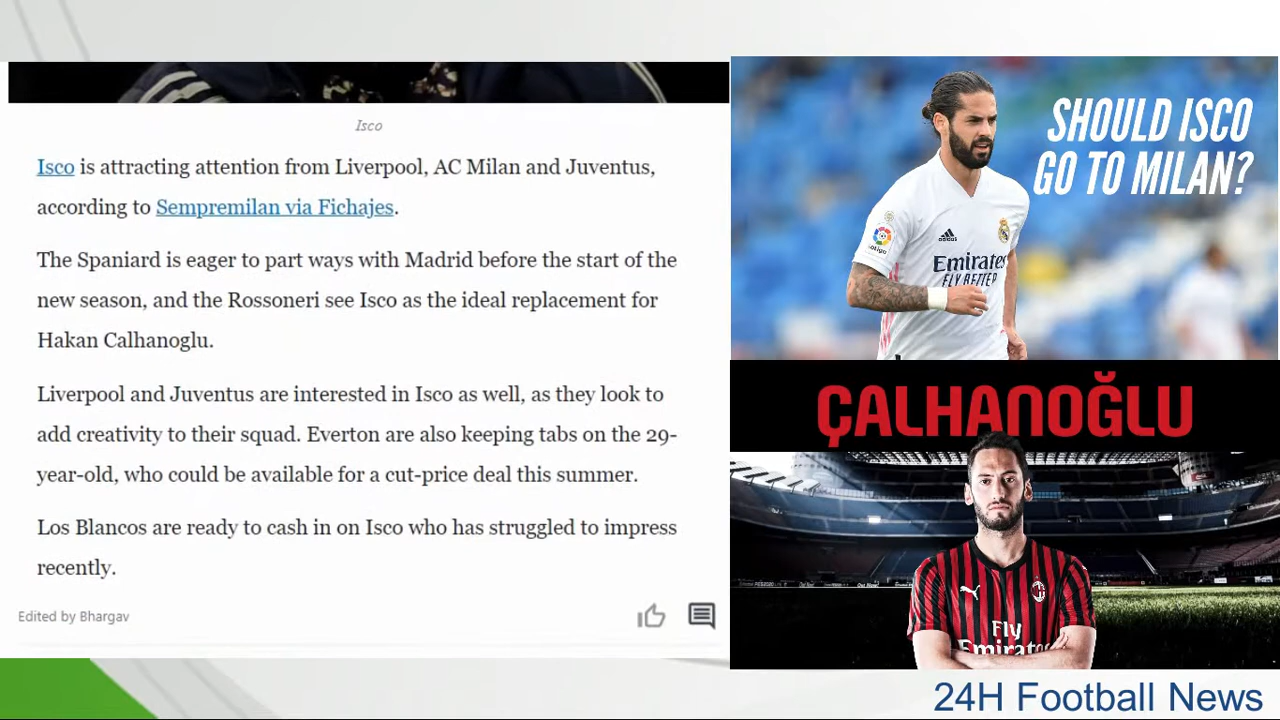 Isco
Isco is attracting attention from Liverpool, AC Milan and Juventus,
according to Sempremilan via Fichajes.
The Spaniard is eager to part ways with Madrid before the start of the
new season, and the Rossoneri see Isco as the ideal replacement for
Hakan Calhanoglu.
Liverpool and Juventus are interested in Isco as well, as they look to
add creativity to their squad. Everton are also keeping tabs on the 29-
year-old, who could be available for a cut-price deal this summer.
Los Blancos are ready to cash in on Isco who has struggled to impress
recently.
Edited by Bhargav
SHOULD ISCO
GO TO MILAN?
adidas
Emirates
FLY BETTER
ÇALHANOĞLU
Fly
Emirates
24H Football News